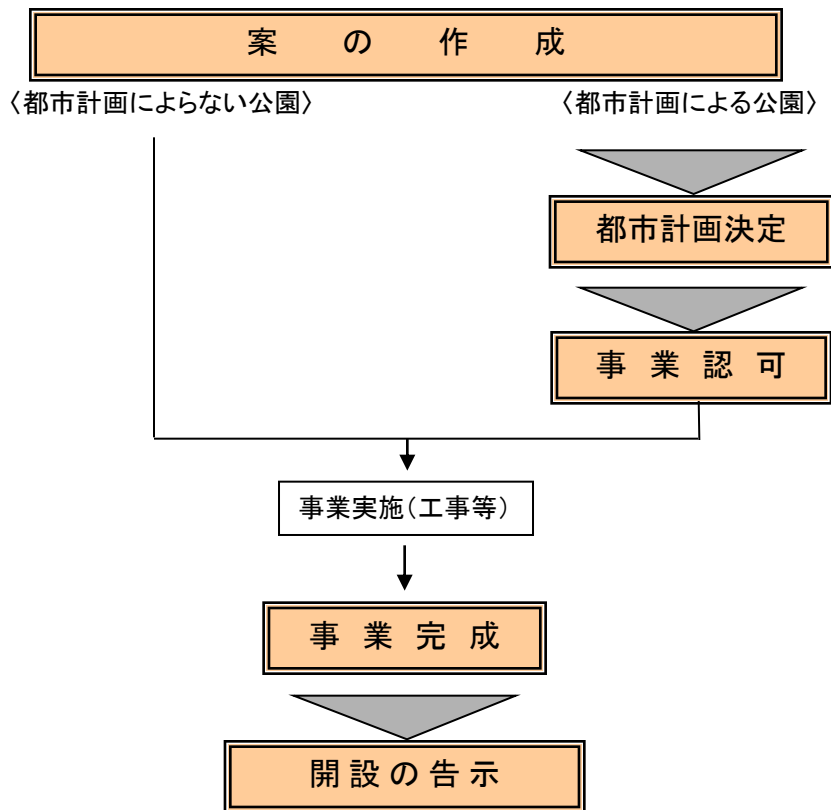 案の作成
〈都市計画によらない公園〉
〈都市計画による公園〉
都市計画決定
事業認可
事業実施(工事等)
事業完成
開設の告示